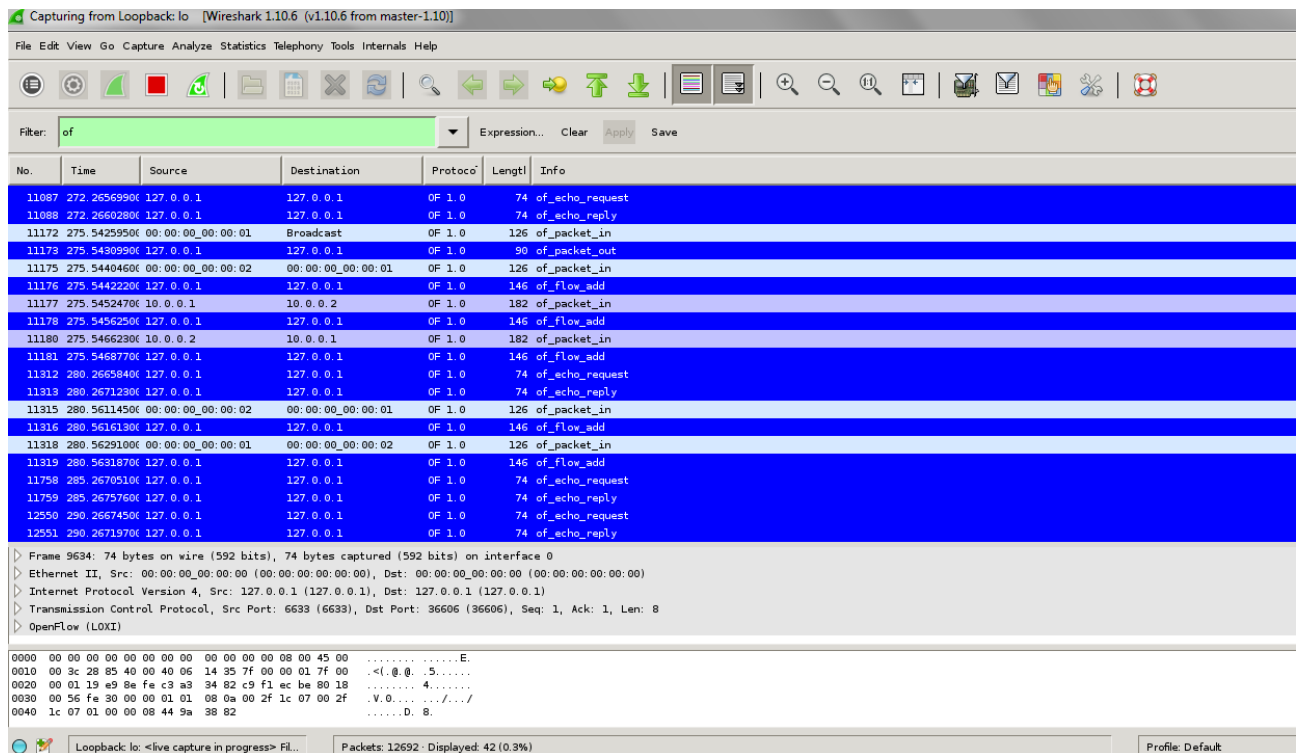 Capturing from Loopback: lo [Wireshark 1.10.6 (v1.10.6 from master-1.10)]
File Edit View Go Capture Analyze Statistics Telephony Tools Internals Help
Filter: of Expression... Clear Apply Save
No. Time Source Destination Protoco Lengtl Info
11087 272.26569900 127.0.0.1 127.0.0.1 OF 1.0 74 of_echo_request
11088 272.26602800 127.0.0.1 127.0.0.1 OF 1.0 74 of_echo_reply
11172 275.54259500 00:00:00_00:00:01 Broadcast OF 1.0 126 of_packet_in
11173 275.54309900 127.0.0.1 127.0.0.1 OF 1.0 90 of_packet_out
11175 275.54404600 00:00:00_00:00:02 00:00:00_00:00:01 OF 1.0 126 of_packet_in
11176 275.54422200 127.0.0.1 127.0.0.1 OF 1.0 146 of_flow_add
11177 275.54524700 10.0.0.1 10.0.0.2 OF 1.0 182 of_packet_in
11178 275.54562500 127.0.0.1 127.0.0.1 OF 1.0 146 of_flow_add
11180 275.54662300 10.0.0.2 10.0.0.1 OF 1.0 182 of_packet_in
11181 275.54687700 127.0.0.1 127.0.0.1 OF 1.0 146 of_flow_add
11312 280.26658400 127.0.0.1 127.0.0.1 OF 1.0 74 of_echo_request
11313 280.26712300 127.0.0.1 127.0.0.1 OF 1.0 74 of_echo_reply
11315 280.56114500 00:00:00_00:00:02 00:00:00_00:00:01 OF 1.0 126 of_packet_in
11316 280.56161300 127.0.0.1 127.0.0.1 OF 1.0 146 of_flow_add
11318 280.56291000 00:00:00_00:00:01 00:00:00_00:00:02 OF 1.0 126 of_packet_in
11319 280.56318700 127.0.0.1 127.0.0.1 OF 1.0 146 of_flow_add
11758 285.26705100 127.0.0.1 127.0.0.1 OF 1.0 74 of_echo_request
11759 285.26757600 127.0.0.1 127.0.0.1 OF 1.0 74 of_echo_reply
12550 290.26674500 127.0.0.1 127.0.0.1 OF 1.0 74 of_echo_request
12551 290.26719700 127.0.0.1 127.0.0.1 OF 1.0 74 of_echo_reply
Frame 9634: 74 bytes on wire (592 bits), 74 bytes captured (592 bits) on interface 0
Ethernet II, Src: 00:00:00_00:00:00 (00:00:00:00:00:00), Dst: 00:00:00_00:00:00 (00:00:00:00:00:00)
Internet Protocol Version 4, Src: 127.0.0.1 (127.0.0.1), Dst: 127.0.0.1 (127.0.0.1)
Transmission Control Protocol, Src Port: 6633 (6633), Dst Port: 36606 (36606), Seq: 1, Ack: 1, Len: 8
OpenFlow (LOXI)
0000 00 00 00 00 00 00 00 00 00 00 00 00 08 00 45 00 ........ ......E.
0010 00 3c 28 85 40 00 40 06 14 35 7f 00 00 01 7f 00 .<(.@.@. .5......
0020 00 01 19 e9 8e fe c3 a3 34 82 c9 f1 ec be 80 18 ........ 4.......
0030 00 56 fe 30 00 00 01 01 08 0a 00 2f 1c 07 00 2f .V.0.... .../.../
0040 1c 07 01 00 00 08 44 9a 38 82 ......D. 8.
Loopback: lo: <live capture in progress> Fil... Packets: 12692 · Displayed: 42 (0.3%) Profile: Default